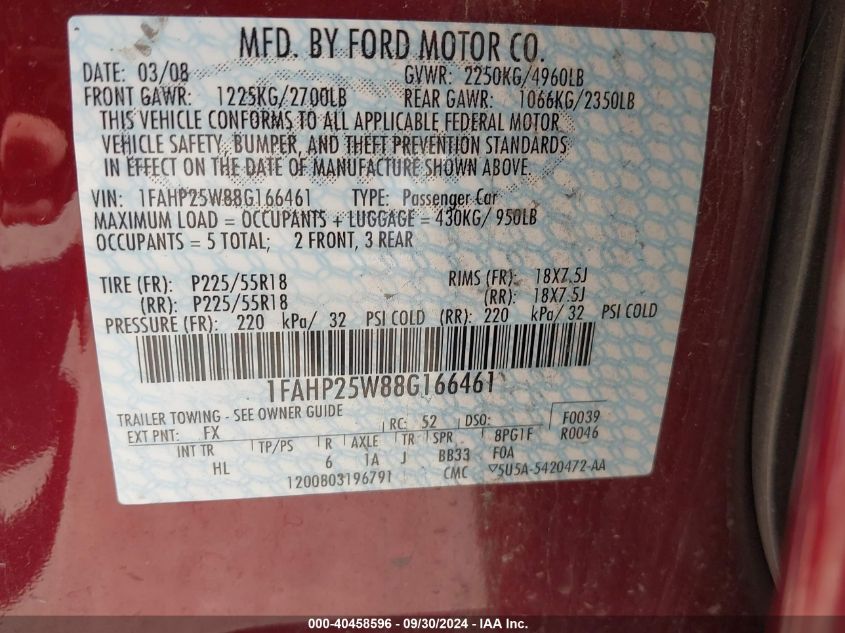 MFD. BY FORD MOTOR CO.
DATE: 03/08 GVWR: 2250KG/4960LB
FRONT GAWR: 1225KG/2700LB REAR GAWR: 1066KG/2350LB
THIS VEHICLE CONFORMS TO ALL APPLICABLE FEDERAL MOTOR
VEHICLE SAFETY, BUMPER, AND THEFT PREVENTION STANDARDS
IN EFFECT ON THE DATE OF MANUFACTURE SHOWN ABOVE.
VIN: 1FAHP25W88G166461 TYPE: Passenger Car
MAXIMUM LOAD = OCCUPANTS + LUGGAGE = 430KG/ 950LB
OCCUPANTS = 5 TOTAL; 2 FRONT, 3 REAR
TIRE (FR): P225/55R18 RIMS (FR): 18X7.5J
(RR): P225/55R18 (RR): 18X7.5J
PRESSURE (FR): 220 kPa/ 32 PSI COLD (RR): 220 kPa/ 32 PSI COLD
1FAHP25W88G166461
TRAILER TOWING - SEE OWNER GUIDE RC: 52 DSO: F0039
EXT PNT: FX 8PG1F R0046
INT TR TP/PS R AXLE TR SPR F0A
HL 6 1A J BB33
1200803196791 CMC 5U5A-5420472-AA
000-40458596 - 09/30/2024 - IAA Inc.